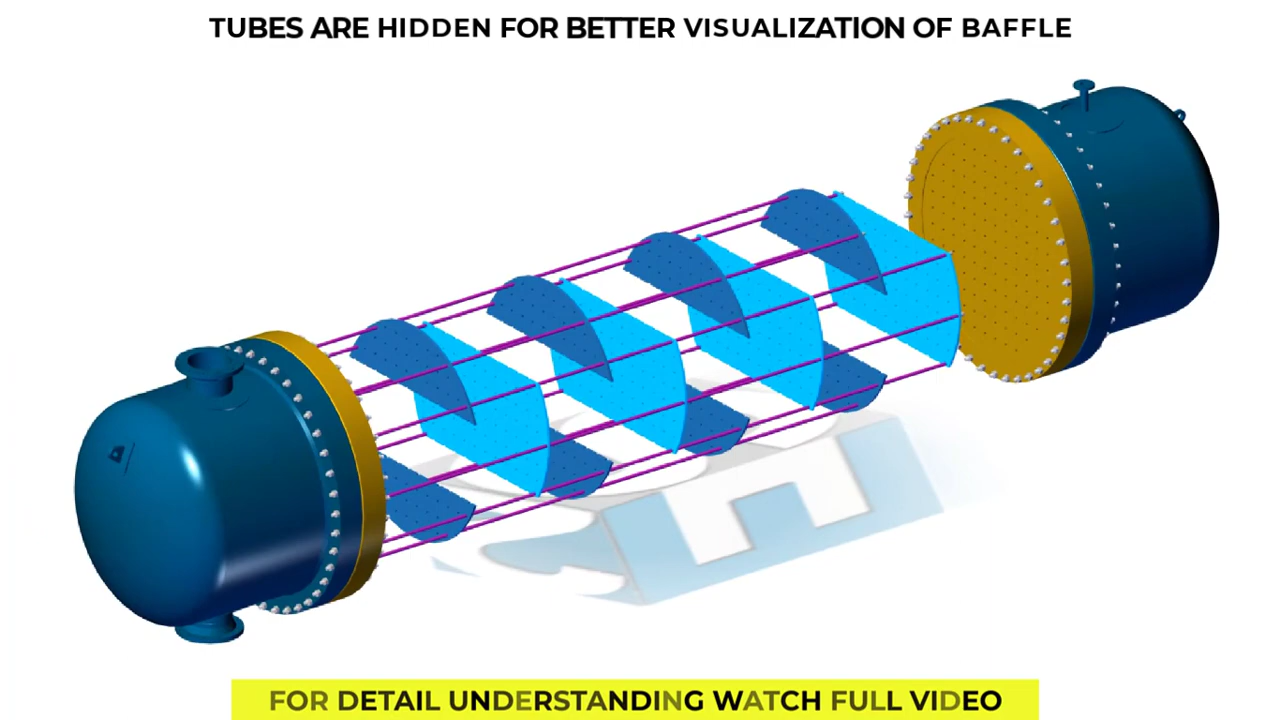 TUBES ARE HIDDEN FOR BETTER VISUALIZATION OF BAFFLE
FOR DETAIL UNDERSTANDING WATCH FULL VIDEO